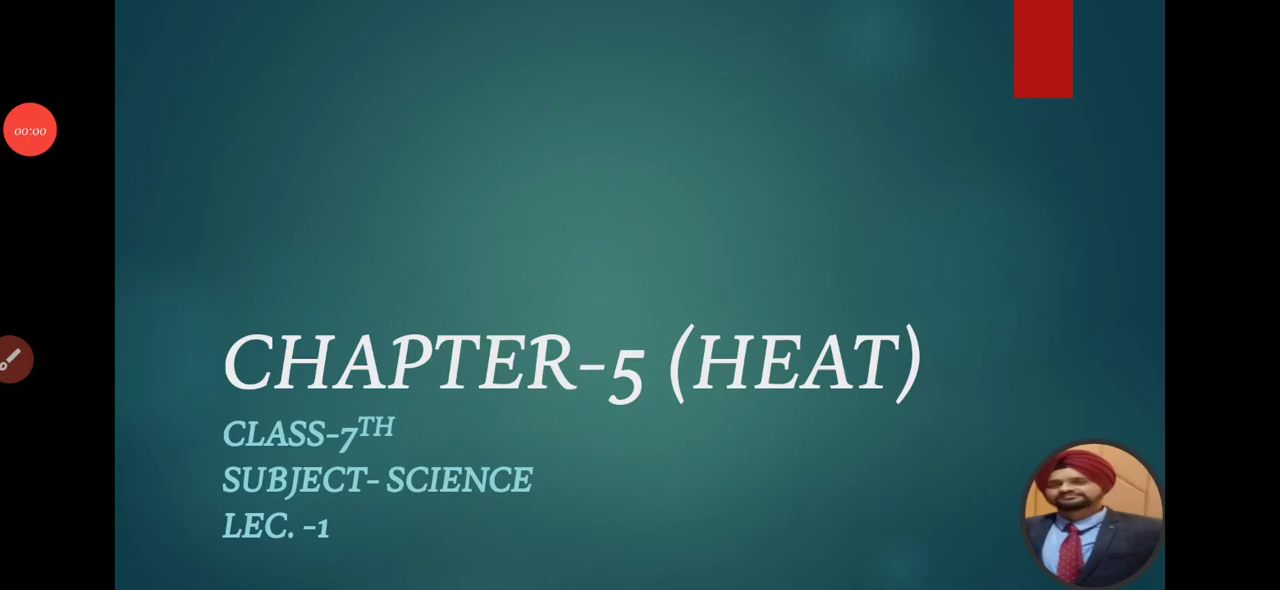 00:00
CHAPTER-5 (HEAT)
CLASS-7TH
SUBJECT- SCIENCE
LEC. -1